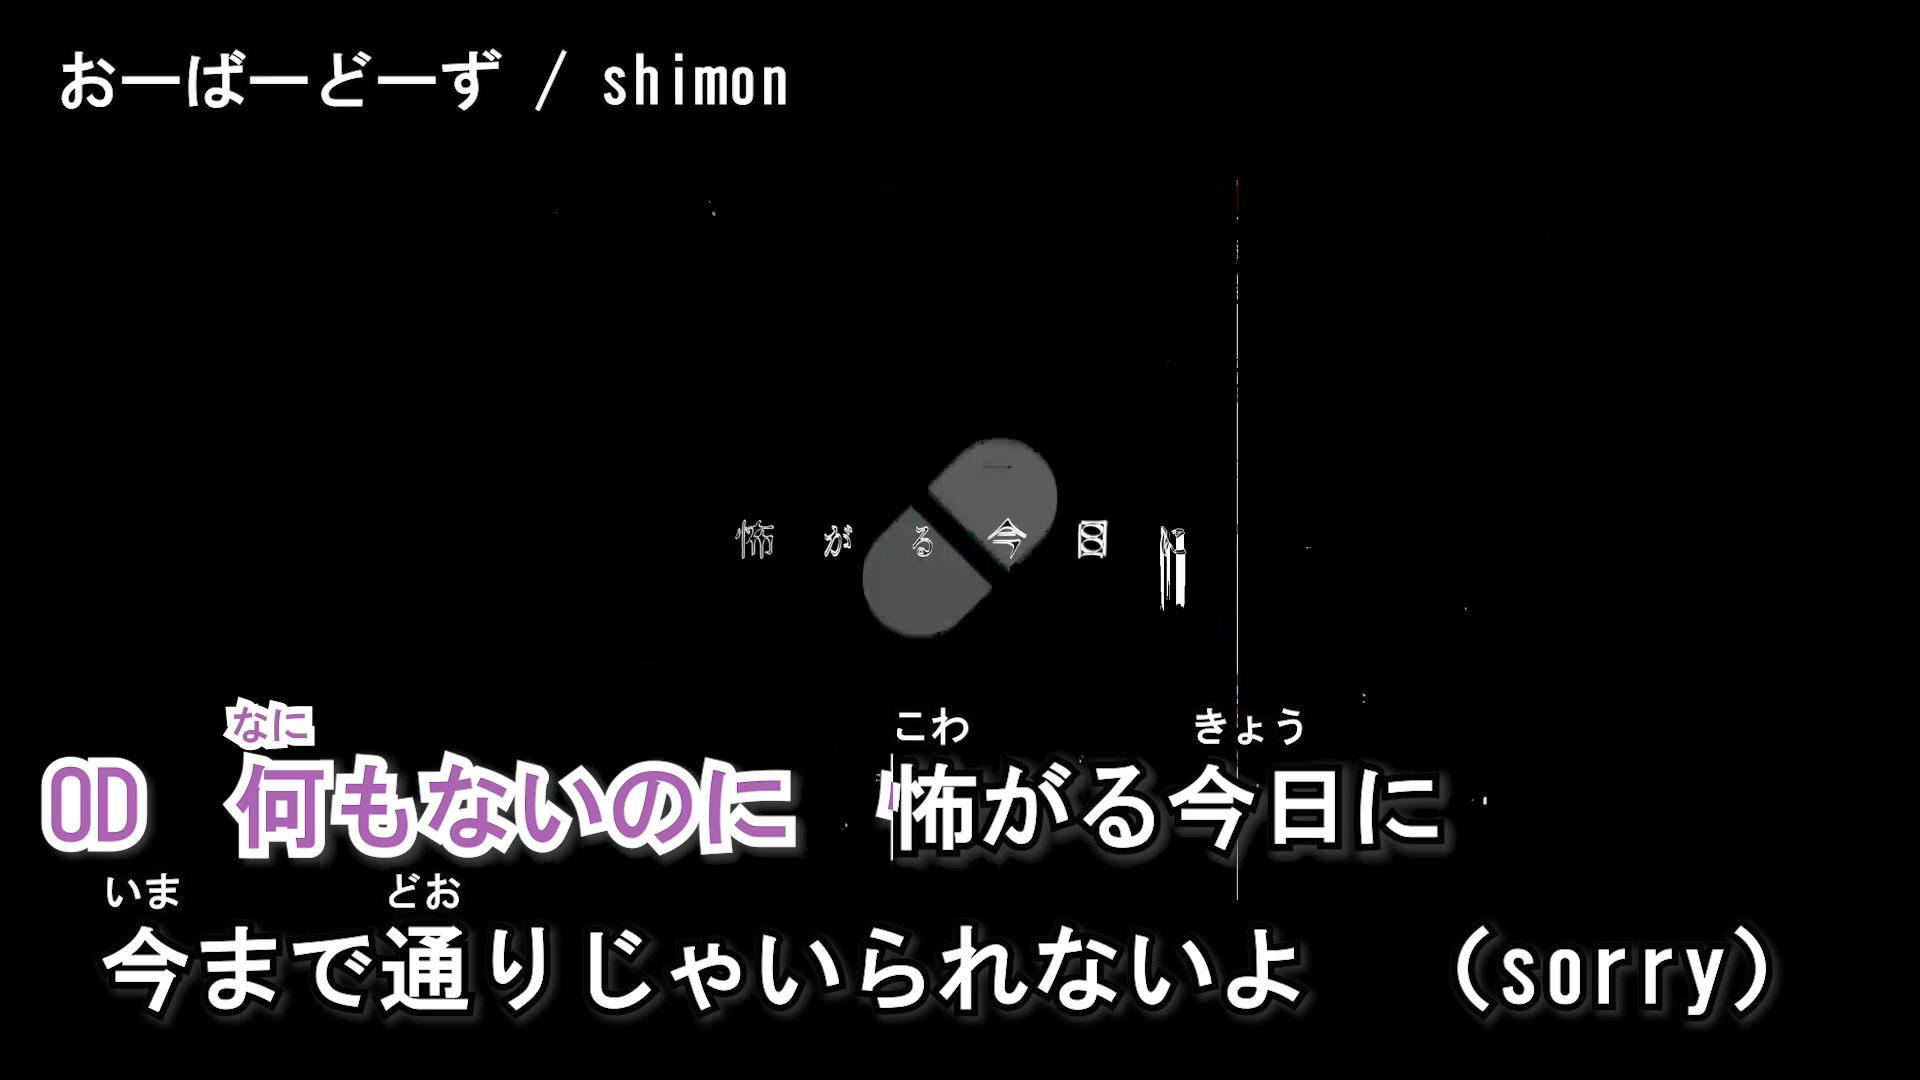 おーばーどーず / shimon
怖がる今日に
なに こわ きょう
OD 何もないのに 怖がる今日に
いま どお
今まで通りじゃいられないよ （sorry）